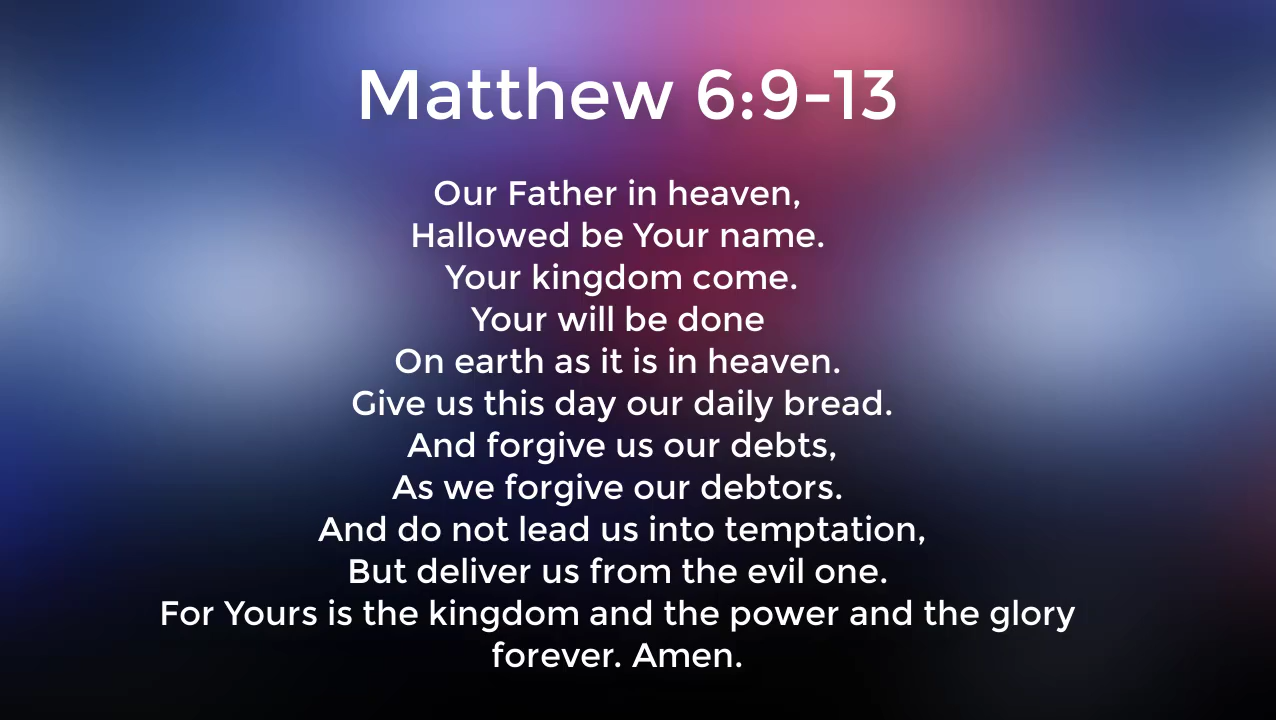 Matthew 6:9-13
Our Father in heaven,
Hallowed be Your name.
Your kingdom come.
Your will be done
On earth as it is in heaven.
Give us this day our daily bread.
And forgive us our debts,
As we forgive our debtors.
And do not lead us into temptation,
But deliver us from the evil one.
For Yours is the kingdom and the power and the glory
forever. Amen.